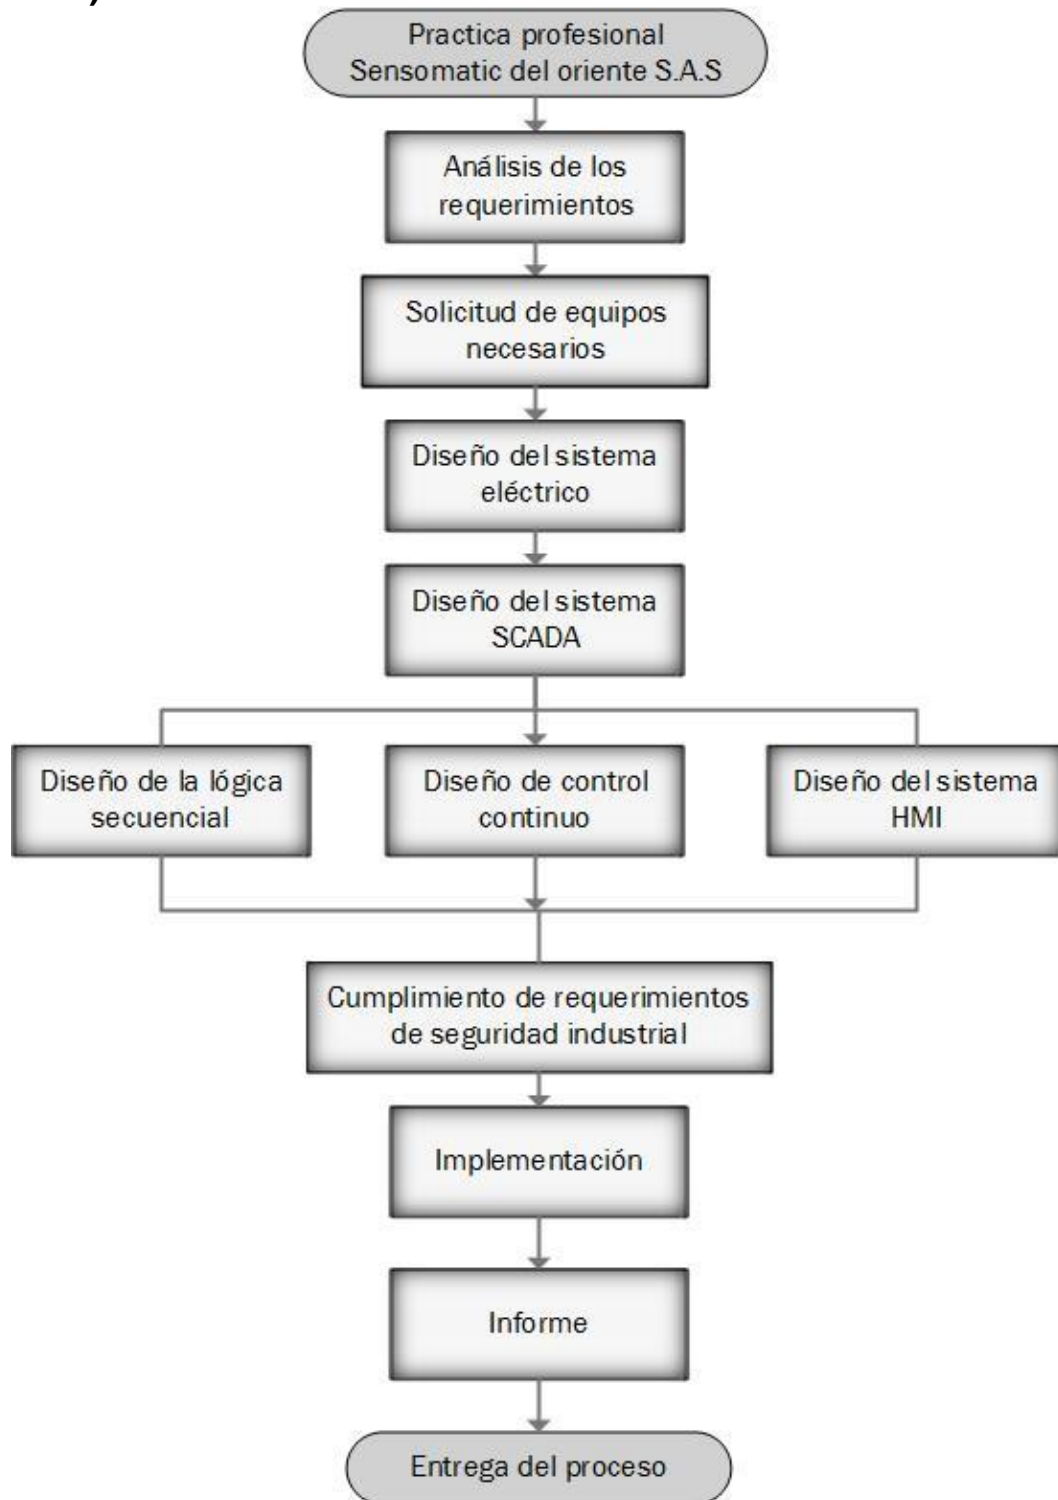 Practica profesional
Sensomatic del oriente S.A.S
Análisis de los
requerimientos
Solicitud de equipos
necesarios
Diseño del sistema
eléctrico
Diseño del sistema
SCADA
Diseño de la lógica
secuencial
Diseño de control
continuo
Diseño del sistema
HMI
Cumplimiento de requerimientos
de seguridad industrial
Implementación
Informe
Entrega del proceso